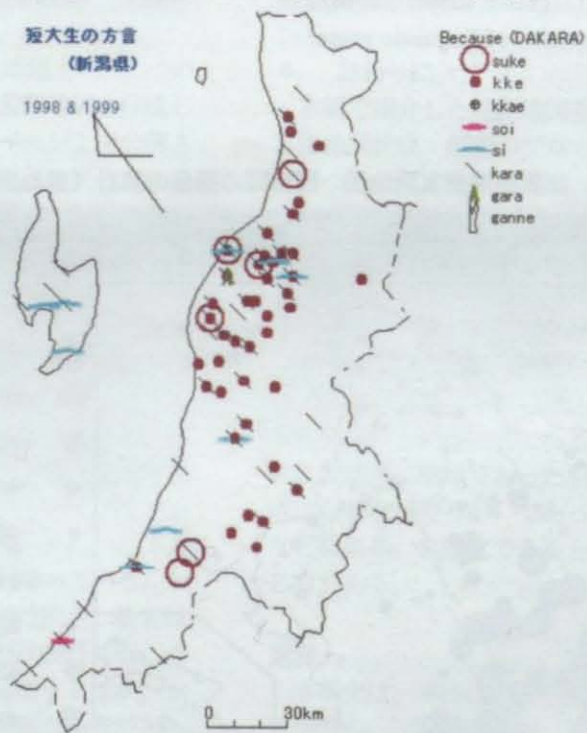 短大生の方言
(新潟県)
1998 & 1999
Because (DAKARA)
suke
kke
kkae
soi
si
kara
gara
ganne
0 30km